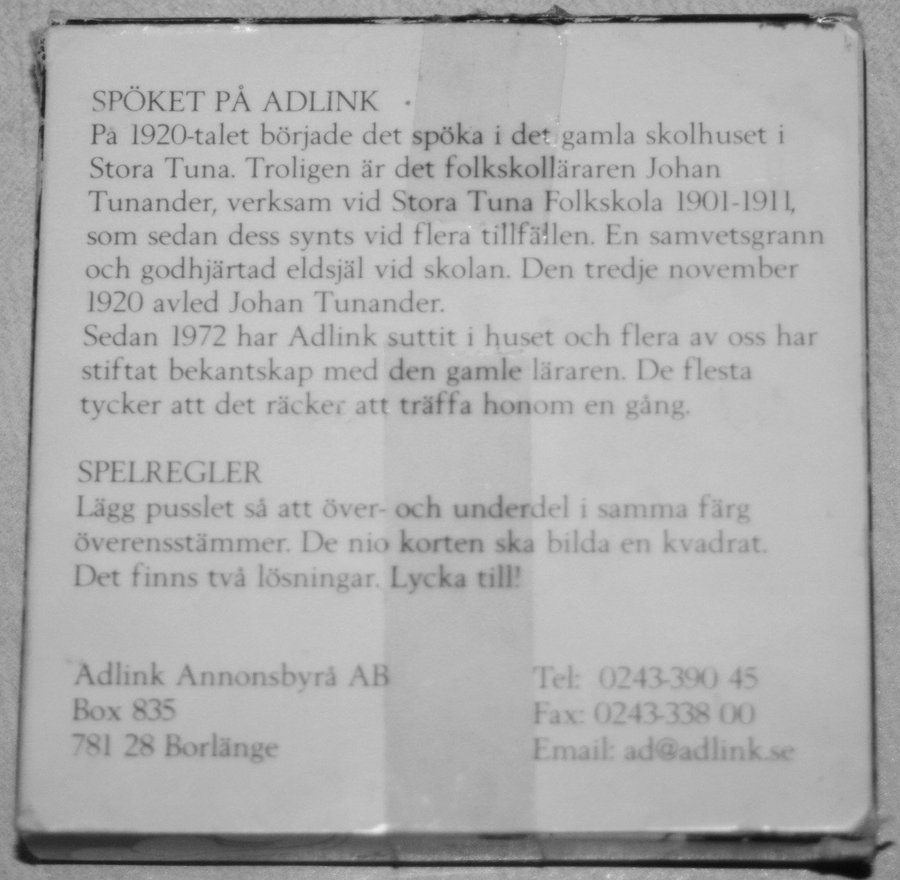 SPÖKET PÅ ADLINK
På 1920-talet började det spöka i det gamla skolhuset i
Stora Tuna. Troligen är det folkskolläraren Johan
Tunander, verksam vid Stora Tuna Folkskola 1901-1911,
som sedan dess synts vid flera tillfällen. En samvetsgrann
och godhjärtad eldsjäl vid skolan. Den tredje november
1920 avled Johan Tunander.
Sedan 1972 har Adlink suttit i huset och flera av oss har
stiftat bekantskap med den gamle läraren. De flesta
tycker att det räcker att träffa honom en gång.
SPELREGLER
Lägg pusslet så att över- och underdel i samma färg
överensstämmer. De nio korten ska bilda en kvadrat.
Det finns två lösningar. Lycka till!
Adlink Annonsbyrå AB
Box 835
781 28 Borlänge
Tel: 0243-390 45
Fax: 0243-338 00
Email: ad@adlink.se